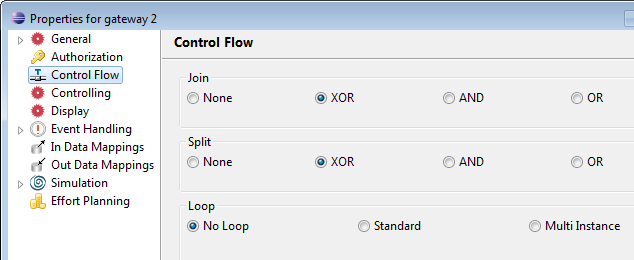 Properties for gateway 2
General
Authorization
Control Flow
Controlling
Display
Event Handling
In Data Mappings
Out Data Mappings
Simulation
Effort Planning
Control Flow
Join
None XOR AND OR
Split
None XOR AND OR
Loop
No Loop Standard Multi Instance